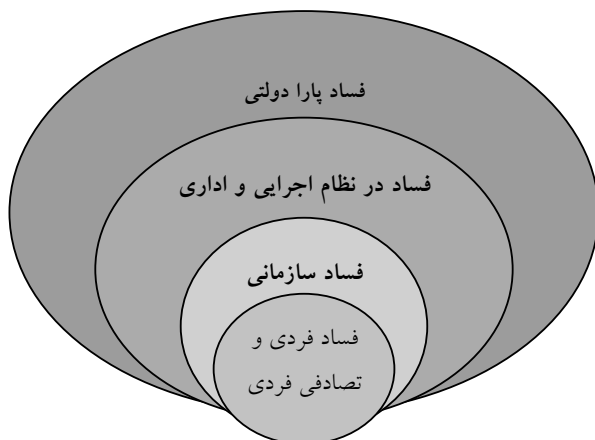 فساد پارا دولتی
فساد در نظام اجرایی و اداری
فساد سازمانی
فساد فردی و
تصادفی فردی